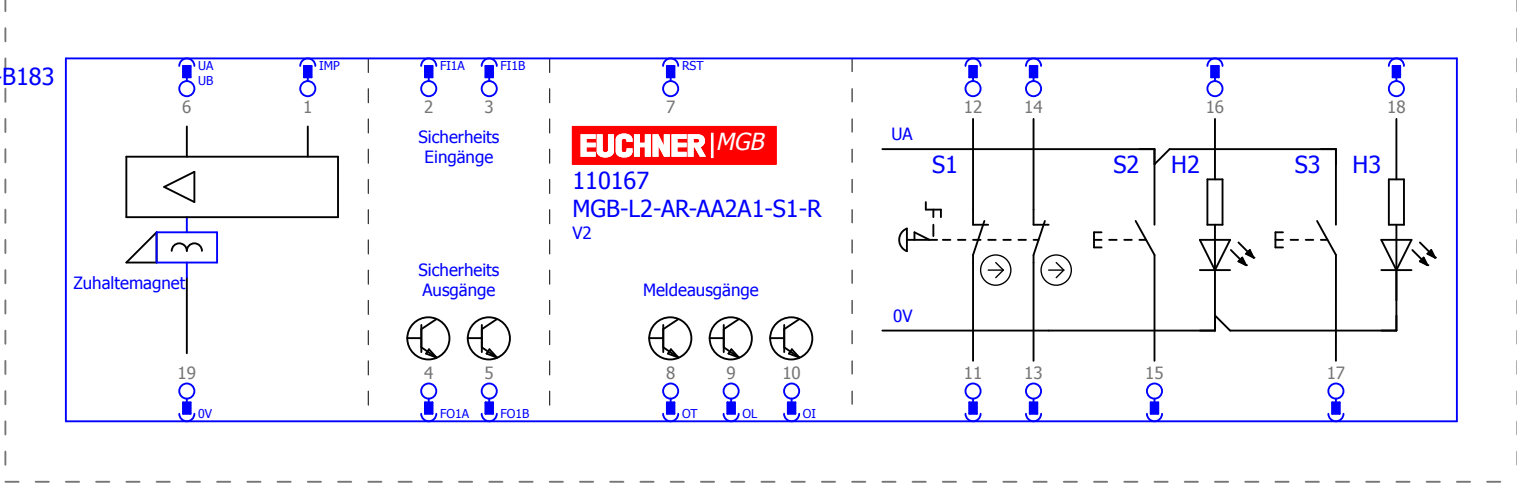 UA
IMP
FI1A
FI1B
RST
-B183
UB
6
1
2
3
7
12
14
16
18
Sicherheits
Eingänge
EUCHNER|MGB
UA
S1
S2
H2
S3
H3
110167
MGB-L2-AR-AA2A1-S1-R
V2
Zuhaltemagnet
Sicherheits
Ausgänge
Meldeausgänge
0V
19
4
5
8
9
10
11
13
15
17
0V
FO1A
FO1B
OT
OL
OI